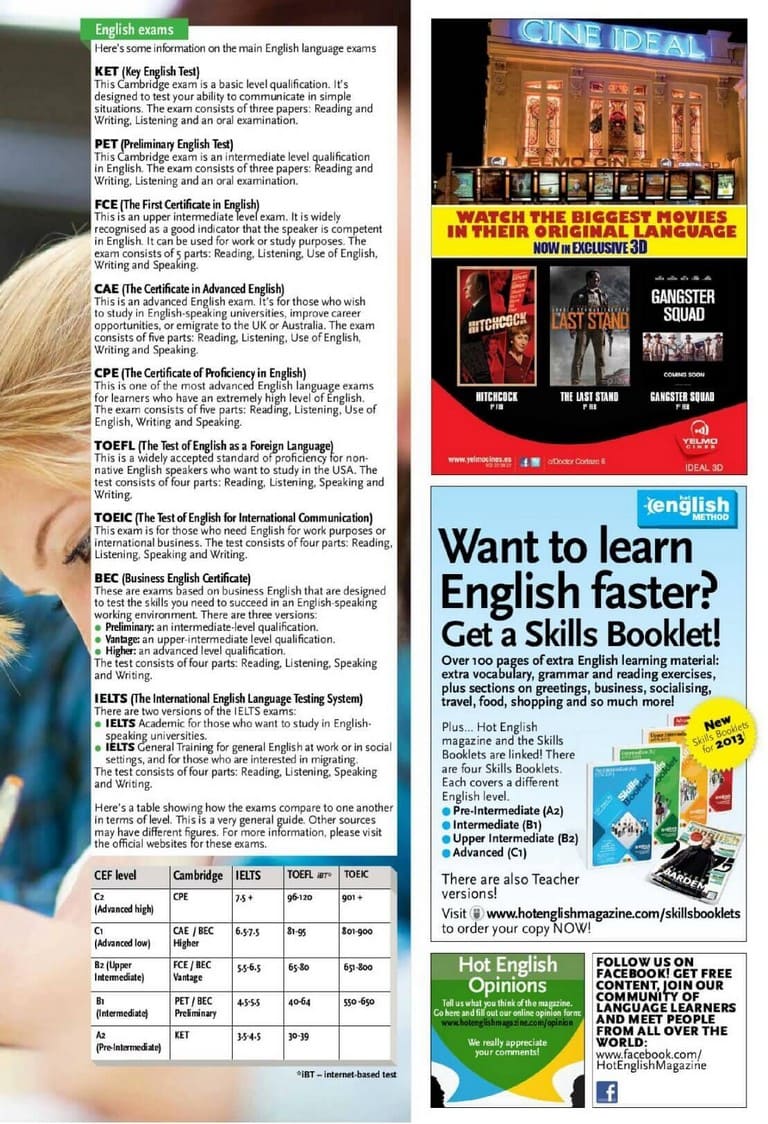 English exams
Here's some information on the main English language exams
KET (Key English Test)
This Cambridge exam is a basic level qualification. It's
designed to test your ability to communicate in simple
situations. The exam consists of three papers: Reading and
Writing, Listening and an oral examination.
PET (Preliminary English Test)
This Cambridge exam is an intermediate level qualification
in English. The exam consists of three papers: Reading and
Writing, Listening and an oral examination.
FCE (The First Certificate in English)
This is an upper intermediate level exam. It is widely
recognised as a good indicator that the speaker is competent
in English. It can be used for work or study purposes. The
exam consists of 5 parts: Reading, Listening, Use of English,
Writing and Speaking.
CAE (The Certificate in Advanced English)
This is an advanced English exam. It's for those who wish
to study in English-speaking universities, improve career
opportunities, or emigrate to the UK or Australia. The exam
consists of five parts: Reading, Listening, Use of English,
Writing and Speaking.
CPE (The Certificate of Proficiency in English)
This is one of the most advanced English language exams
for learners who have an extremely high level of English.
The exam consists of five parts: Reading, Listening, Use of
English, Writing and Speaking.
TOEFL (The Test of English as a Foreign Language)
This is a widely accepted standard of proficiency for non-
native English speakers who want to study in the USA. The
test consists of four parts: Reading, Listening, Speaking and
Writing.
TOEIC (The Test of English for International Communication)
This exam is for those who need English for work purposes or
international business. The test consists of four parts: Reading,
Listening, Speaking and Writing.
BEC (Business English Certificate)
These are exams based on business English that are designed
to test the skills you need to succeed in an English-speaking
working environment. There are three versions:
● Preliminary: an intermediate-level qualification.
● Vantage: an upper-intermediate level qualification.
● Higher: an advanced level qualification.
The test consists of four parts: Reading, Listening, Speaking
and Writing.
IELTS (The International English Language Testing System)
There are two versions of the IELTS exams:
● IELTS Academic for those who want to study in English-
speaking universities.
● IELTS General Training for general English at work or in social
settings, and for those who are interested in migrating.
The test consists of four parts: Reading, Listening, Speaking
and Writing.
Here's a table showing how the exams compare to one another
in terms of level. This is a very general guide. Other sources
may have different figures. For more information, please visit
the official websites for these exams.
CEF level Cambridge IELTS TOEFL iBT* TOEIC
C2 (Advanced high) CPE 7.5 + 96-120 901 +
C1 (Advanced low) CAE / BEC Higher 6.5-7.5 81-95 801-900
B2 (Upper Intermediate) FCE / BEC Vantage 5.5-6.5 65-80 651-800
B1 (Intermediate) PET / BEC Preliminary 4.5-5.5 40-64 550-650
A2 (Pre-Intermediate) KET 3.5-4.5 30-39
*iBT – internet-based test
CINE IDEAL
YELMO CINES
WATCH THE BIGGEST MOVIES
IN THEIR ORIGINAL LANGUAGE
NOW IN EXCLUSIVE 3D
HITCHCOCK
LAST STAND
GANGSTER
SQUAD
COMING SOON
HITCHCOCK
1st FEB
THE LAST STAND
1st FEB
GANGSTER SQUAD
1st FEB
YELMO
CINES
www.yelmocines.es
c/Doctor Cortezo 6
IDEAL 3D
hot
english
METHOD
Want to learn
English faster?
Get a Skills Booklet!
Over 100 pages of extra English learning material:
extra vocabulary, grammar and reading exercises,
plus sections on greetings, business, socialising,
travel, food, shopping and so much more!
Plus... Hot English
magazine and the Skills
Booklets are linked! There
are four Skills Booklets.
Each covers a different
English level.
● Pre-Intermediate (A2)
● Intermediate (B1)
● Upper Intermediate (B2)
● Advanced (C1)
New
Skills Booklets
for 2013!
Skills
Booklet
BARDEM
There are also Teacher
versions!
Visit www.hotenglishmagazine.com/skillsbooklets
to order your copy NOW!
Hot English
Opinions
Tell us what you think of the magazine.
Go here and fill out our online opinion form:
www.hotenglishmagazine.com/opinion
We really appreciate
your comments!
FOLLOW US ON
FACEBOOK! GET FREE
CONTENT, JOIN OUR
COMMUNITY OF
LANGUAGE LEARNERS
AND MEET PEOPLE
FROM ALL OVER THE
WORLD:
www.facebook.com/
HotEnglishMagazine
f